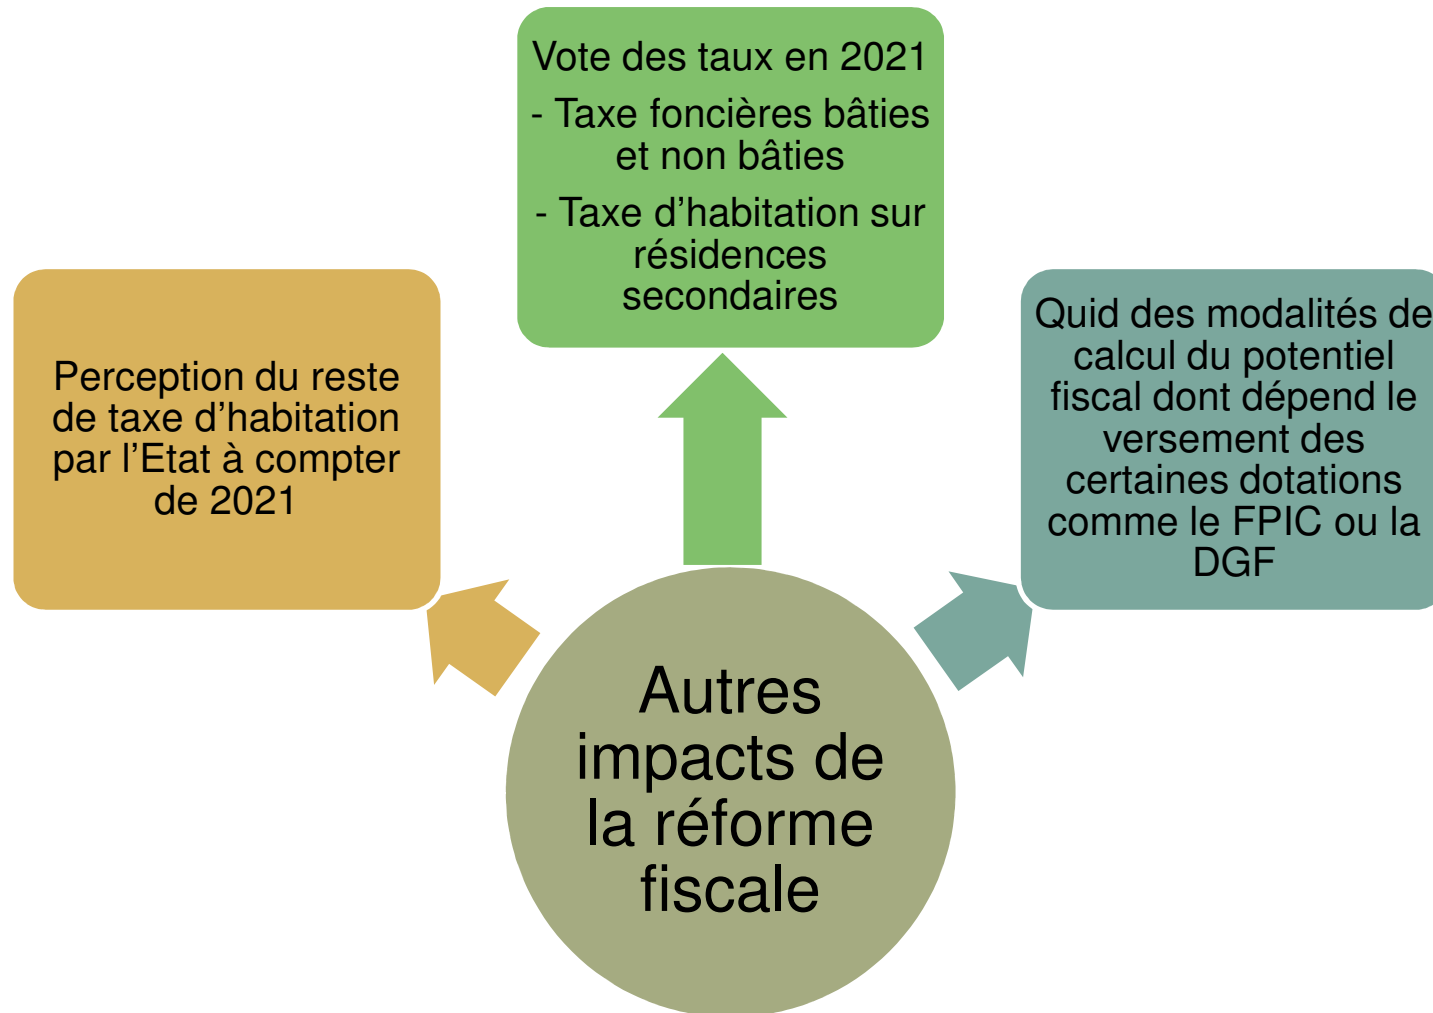 Vote des taux en 2021
- Taxe foncières bâties
et non bâties
- Taxe d’habitation sur
résidences
secondaires
Perception du reste
de taxe d’habitation
par l’Etat à compter
de 2021
Quid des modalités de
calcul du potentiel
fiscal dont dépend le
versement des
certaines dotations
comme le FPIC ou la
DGF
Autres
impacts de
la réforme
fiscale